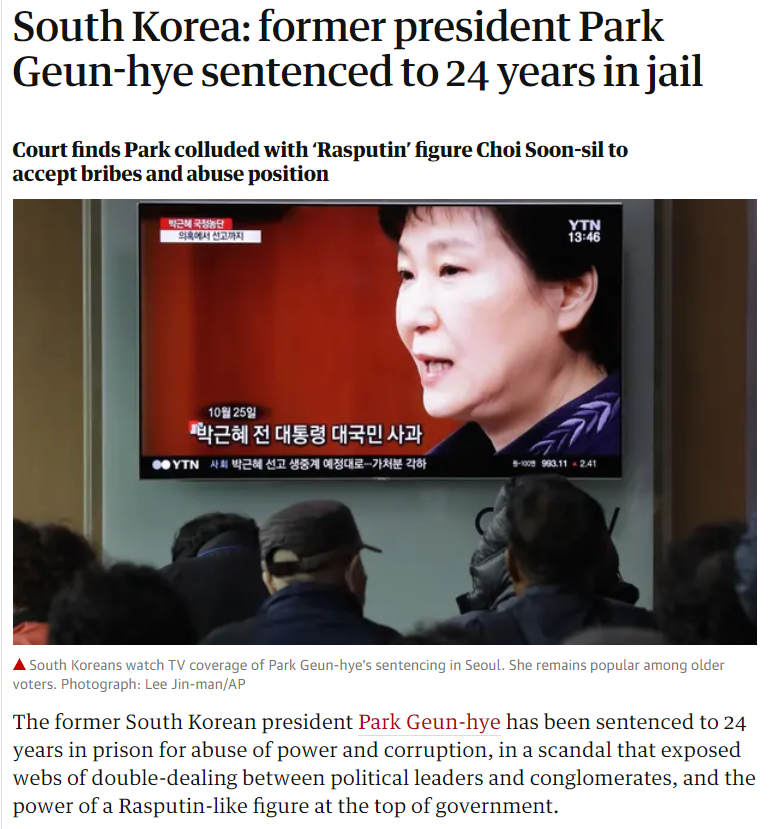 South Korea: former president Park
Geun-hye sentenced to 24 years in jail
Court finds Park colluded with ‘Rasputin’ figure Choi Soon-sil to
accept bribes and abuse position
박근혜 국정농단
의혹에서 선고까지
YTN
13:46
10월 25일
박근혜 전 대통령 대국민 사과
YTN 사회 박근혜 선고 생중계 예정대로…가처분 각하
원-100엔 993.11 ▲ 2.41
▲ South Koreans watch TV coverage of Park Geun-hye's sentencing in Seoul. She remains popular among older
voters. Photograph: Lee Jin-man/AP
The former South Korean president Park Geun-hye has been sentenced to 24
years in prison for abuse of power and corruption, in a scandal that exposed
webs of double-dealing between political leaders and conglomerates, and the
power of a Rasputin-like figure at the top of government.